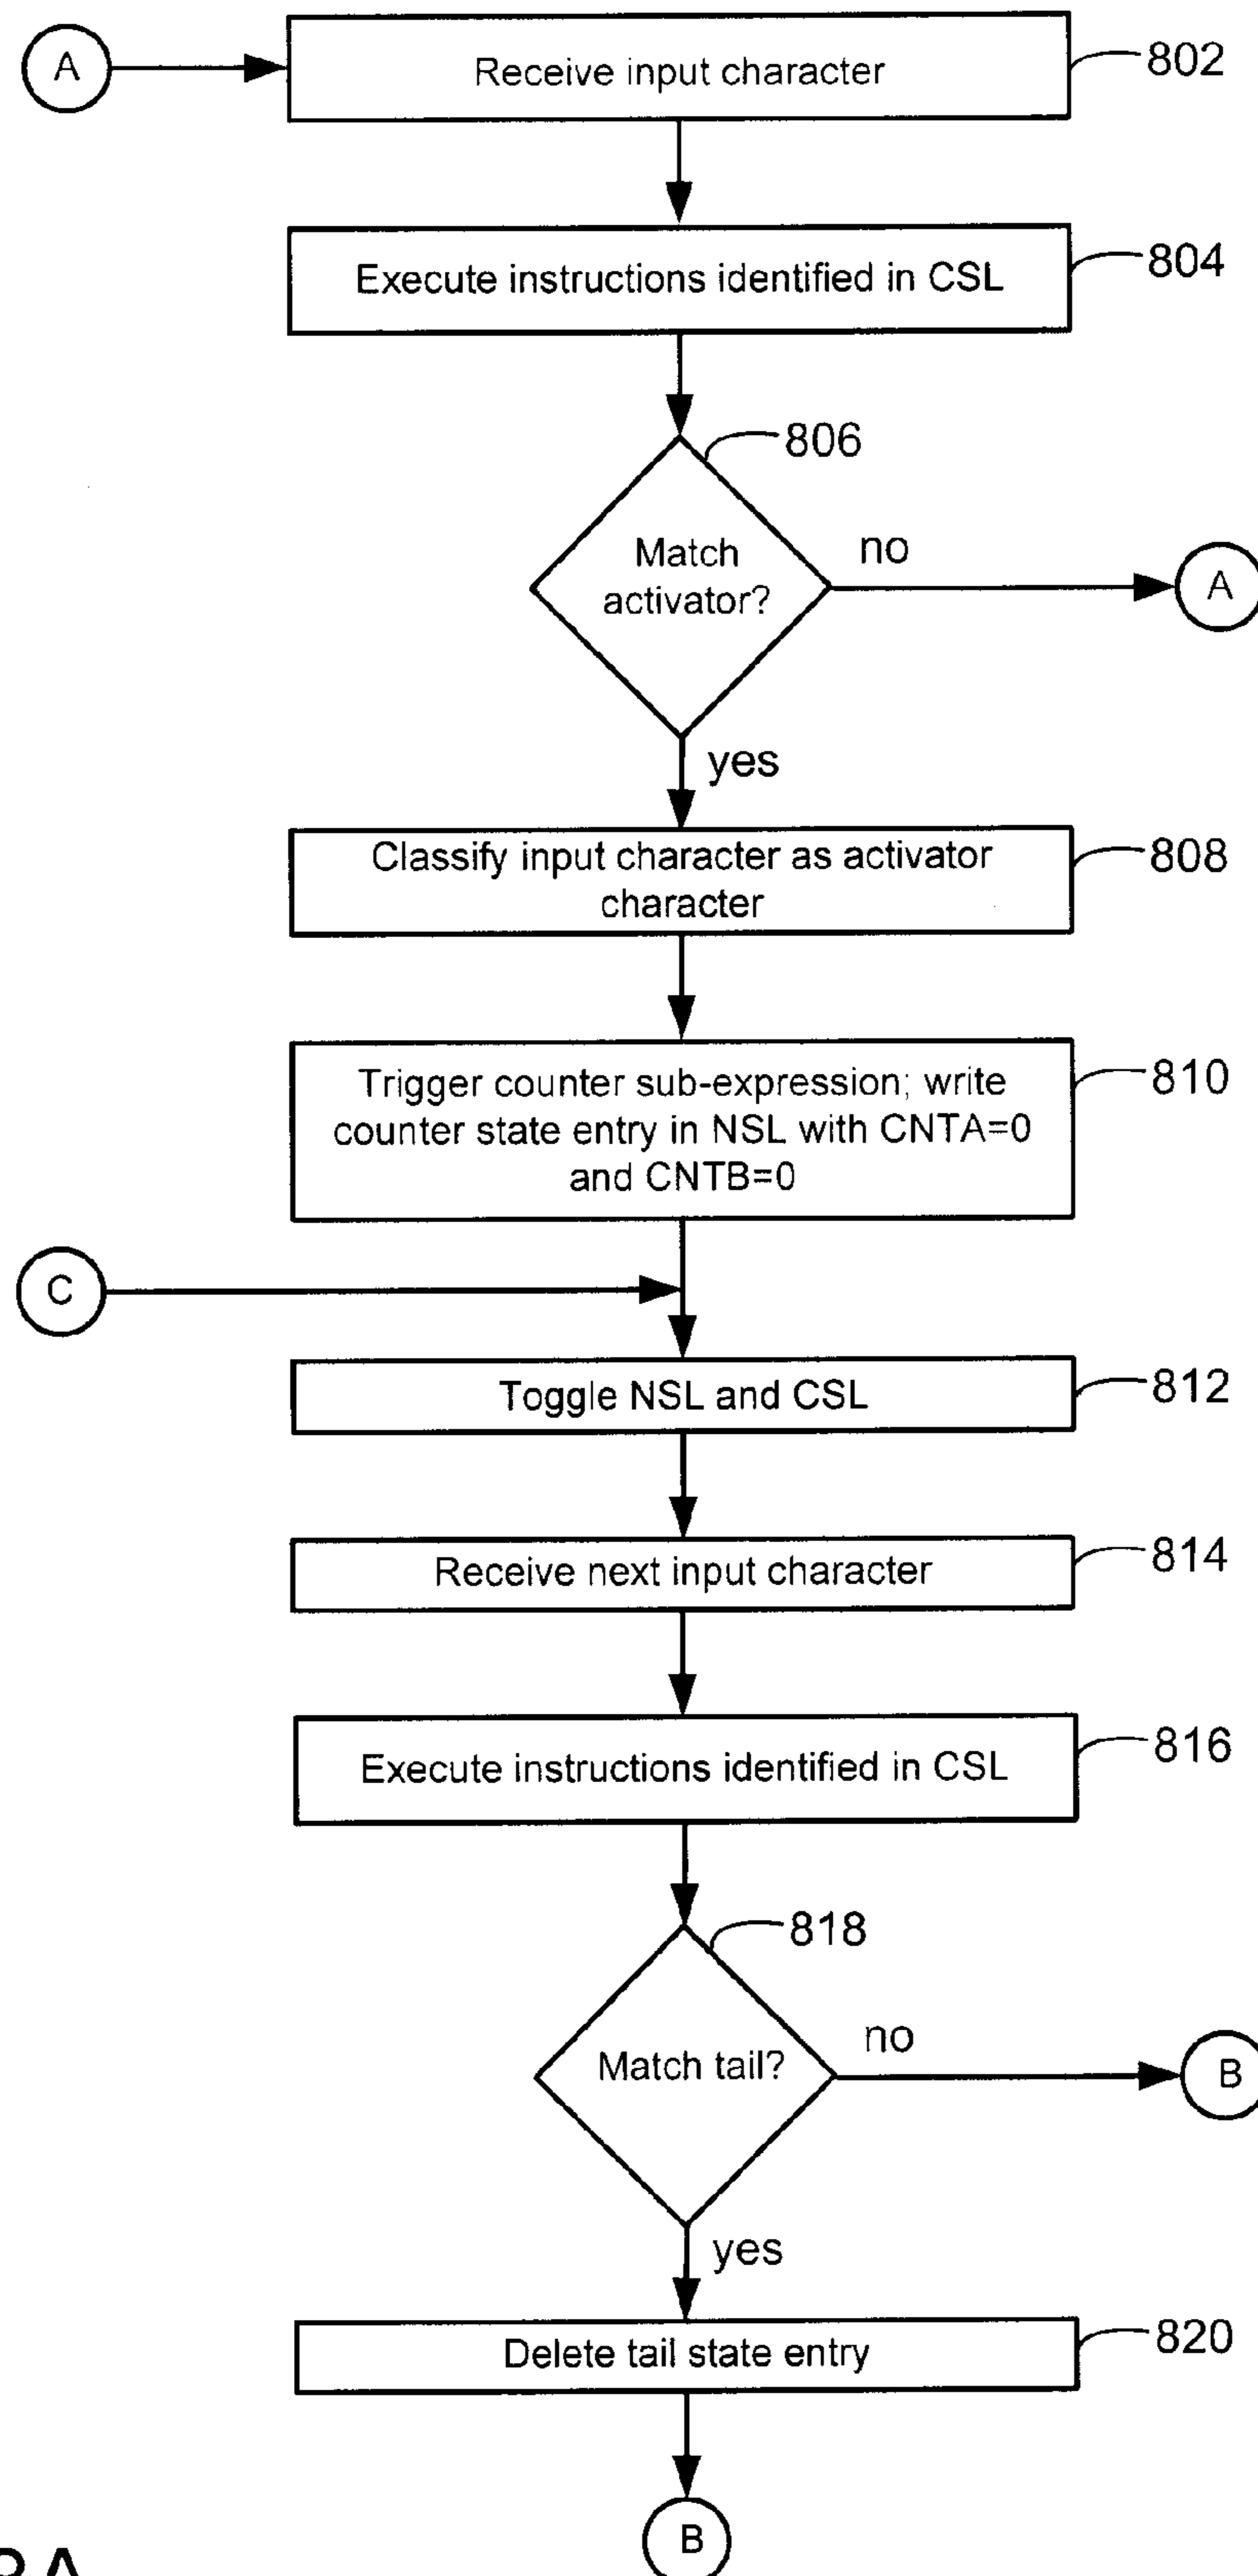 A
Receive input character
802
Execute instructions identified in CSL
804
806
Match
activator?
no
A
yes
Classify input character as activator
character
808
Trigger counter sub-expression; write
counter state entry in NSL with CNTA=0
and CNTB=0
810
C
Toggle NSL and CSL
812
Receive next input character
814
Execute instructions identified in CSL
816
818
Match tail?
no
B
yes
Delete tail state entry
820
B